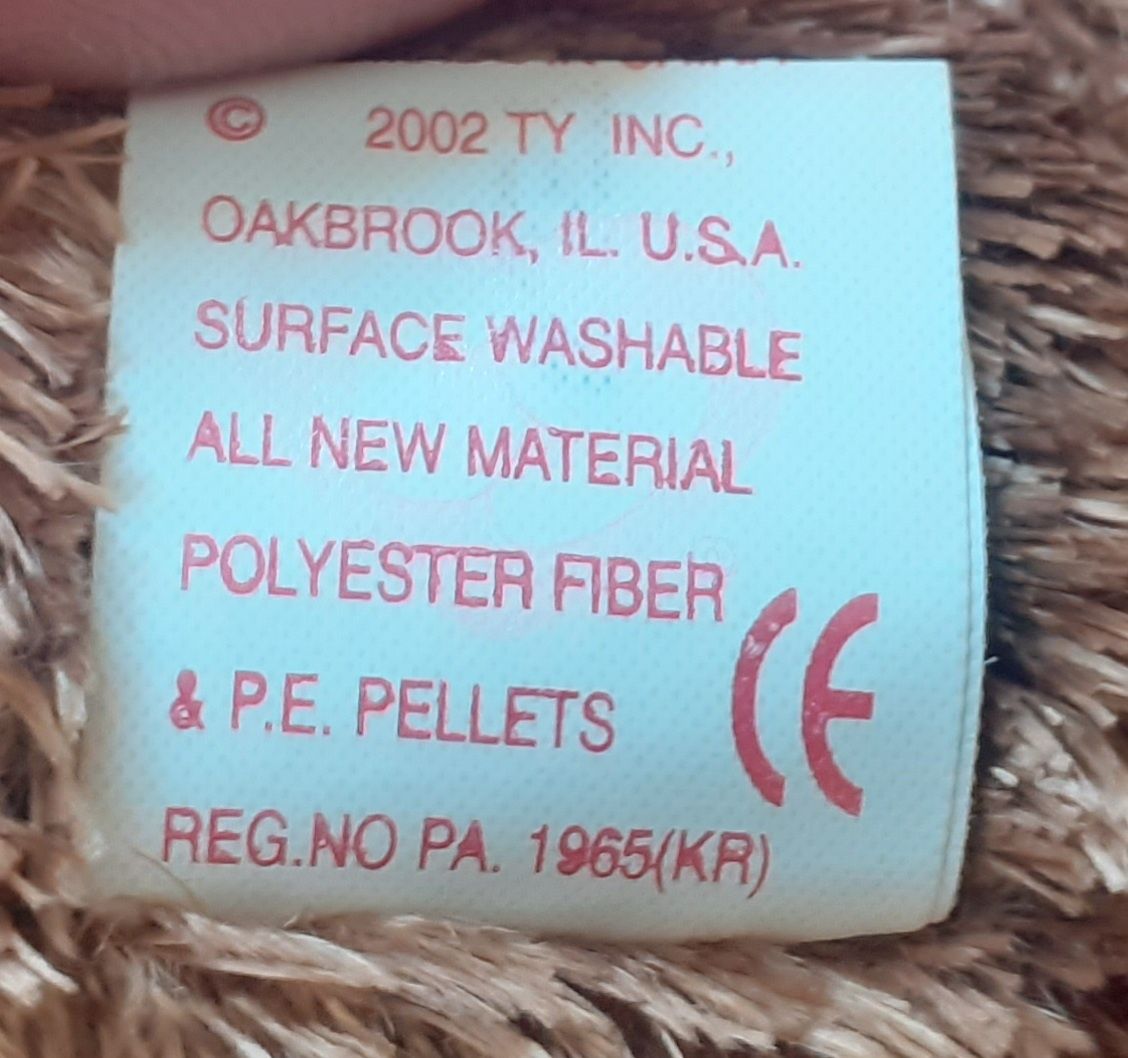 © 2002 TY INC.,
OAKBROOK, IL. U.S.A.
SURFACE WASHABLE
ALL NEW MATERIAL
POLYESTER FIBER
& P.E. PELLETS
CE
REG.NO PA. 1965(KR)